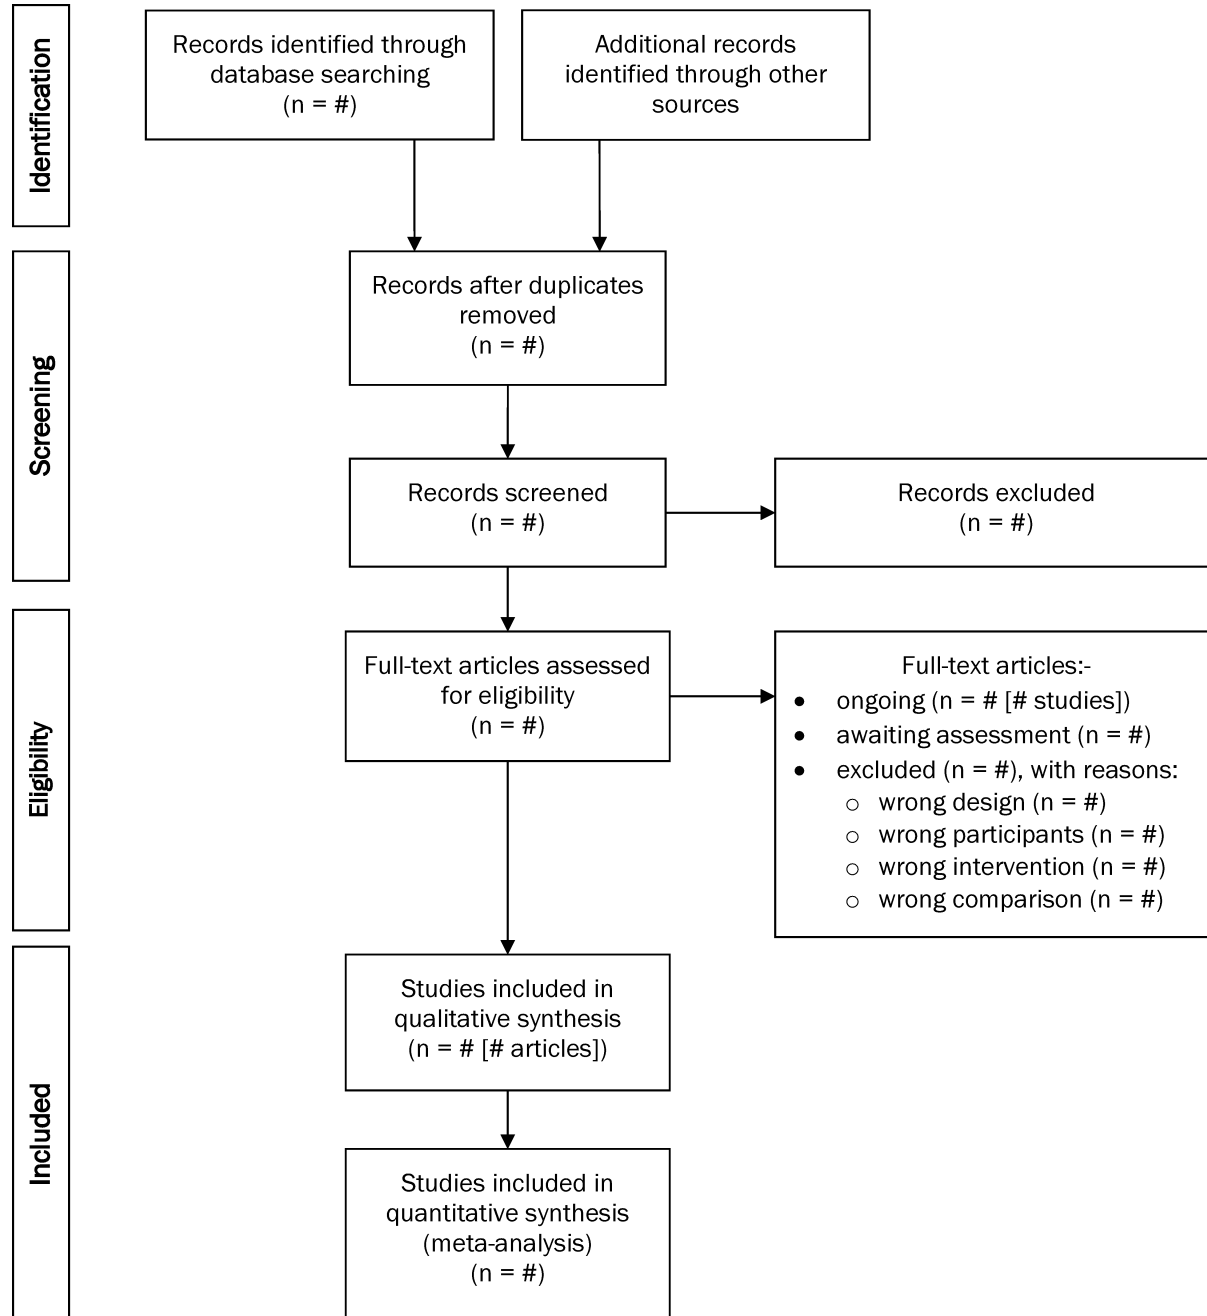 Identification
Records identified through
database searching
(n = #)
Additional records
identified through other
sources
Screening
Records after duplicates
removed
(n = #)
Records screened
(n = #)
Records excluded
(n = #)
Eligibility
Full-text articles assessed
for eligibility
(n = #)
Full-text articles:-
• ongoing (n = # [# studies])
• awaiting assessment (n = #)
• excluded (n = #), with reasons:
o wrong design (n = #)
o wrong participants (n = #)
o wrong intervention (n = #)
o wrong comparison (n = #)
Included
Studies included in
qualitative synthesis
(n = # [# articles])
Studies included in
quantitative synthesis
(meta-analysis)
(n = #)